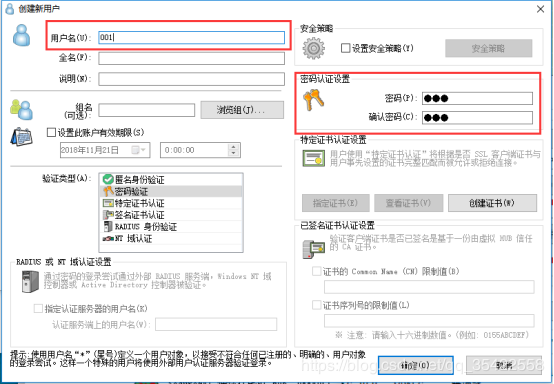 创建新用户
用户名(U):
001
全名(F):
说明(N):
组名
(可选):
浏览组(J)...
设置此账户有效期限(S)
2018年11月21日
0:00:00
验证类型(A):
匿名身份验证
密码验证
特定证书认证
签名证书认证
RADIUS 身份验证
NT 域认证
RADIUS 或 NT 域认证设置
通过密码的登录尝试通过外部 RADIUS 服务端, Windows NT 域
控制器或 Active Directory 控制器被验证。
指定认证服务器的用户名(K)
认证服务端上的用户名(V):
提示:使用用户名“*”(星号)定义一个用户对象, 以接受不符合任何已注册的、明确的、用户对象
的登录尝试。这样一个特殊的用户将使用外部用户认证服务器验证登录。
安全策略
设置安全策略(Y)
安全策略
密码认证设置
密码(P):
●●●
确认密码(C):
●●●
特定证书认证设置
用户使用“特定证书认证”将根据是否 SSL 客户端证书与
用户事先设置的证书完整匹配而被允许或拒绝连接。
指定证书(E)
查看证书(V)
创建证书(W)
已签名证书认证设置
验证客户端证书是否已签名是基于一份由虚拟 HUB 信任
的 CA 证书。
证书的 Common Name (CN) 限制值(B)
证书序列号的限制值(L)
※ 注意: 请输入十六进制数值。(例如: 0155ABCDEF)
确定(O)
取消